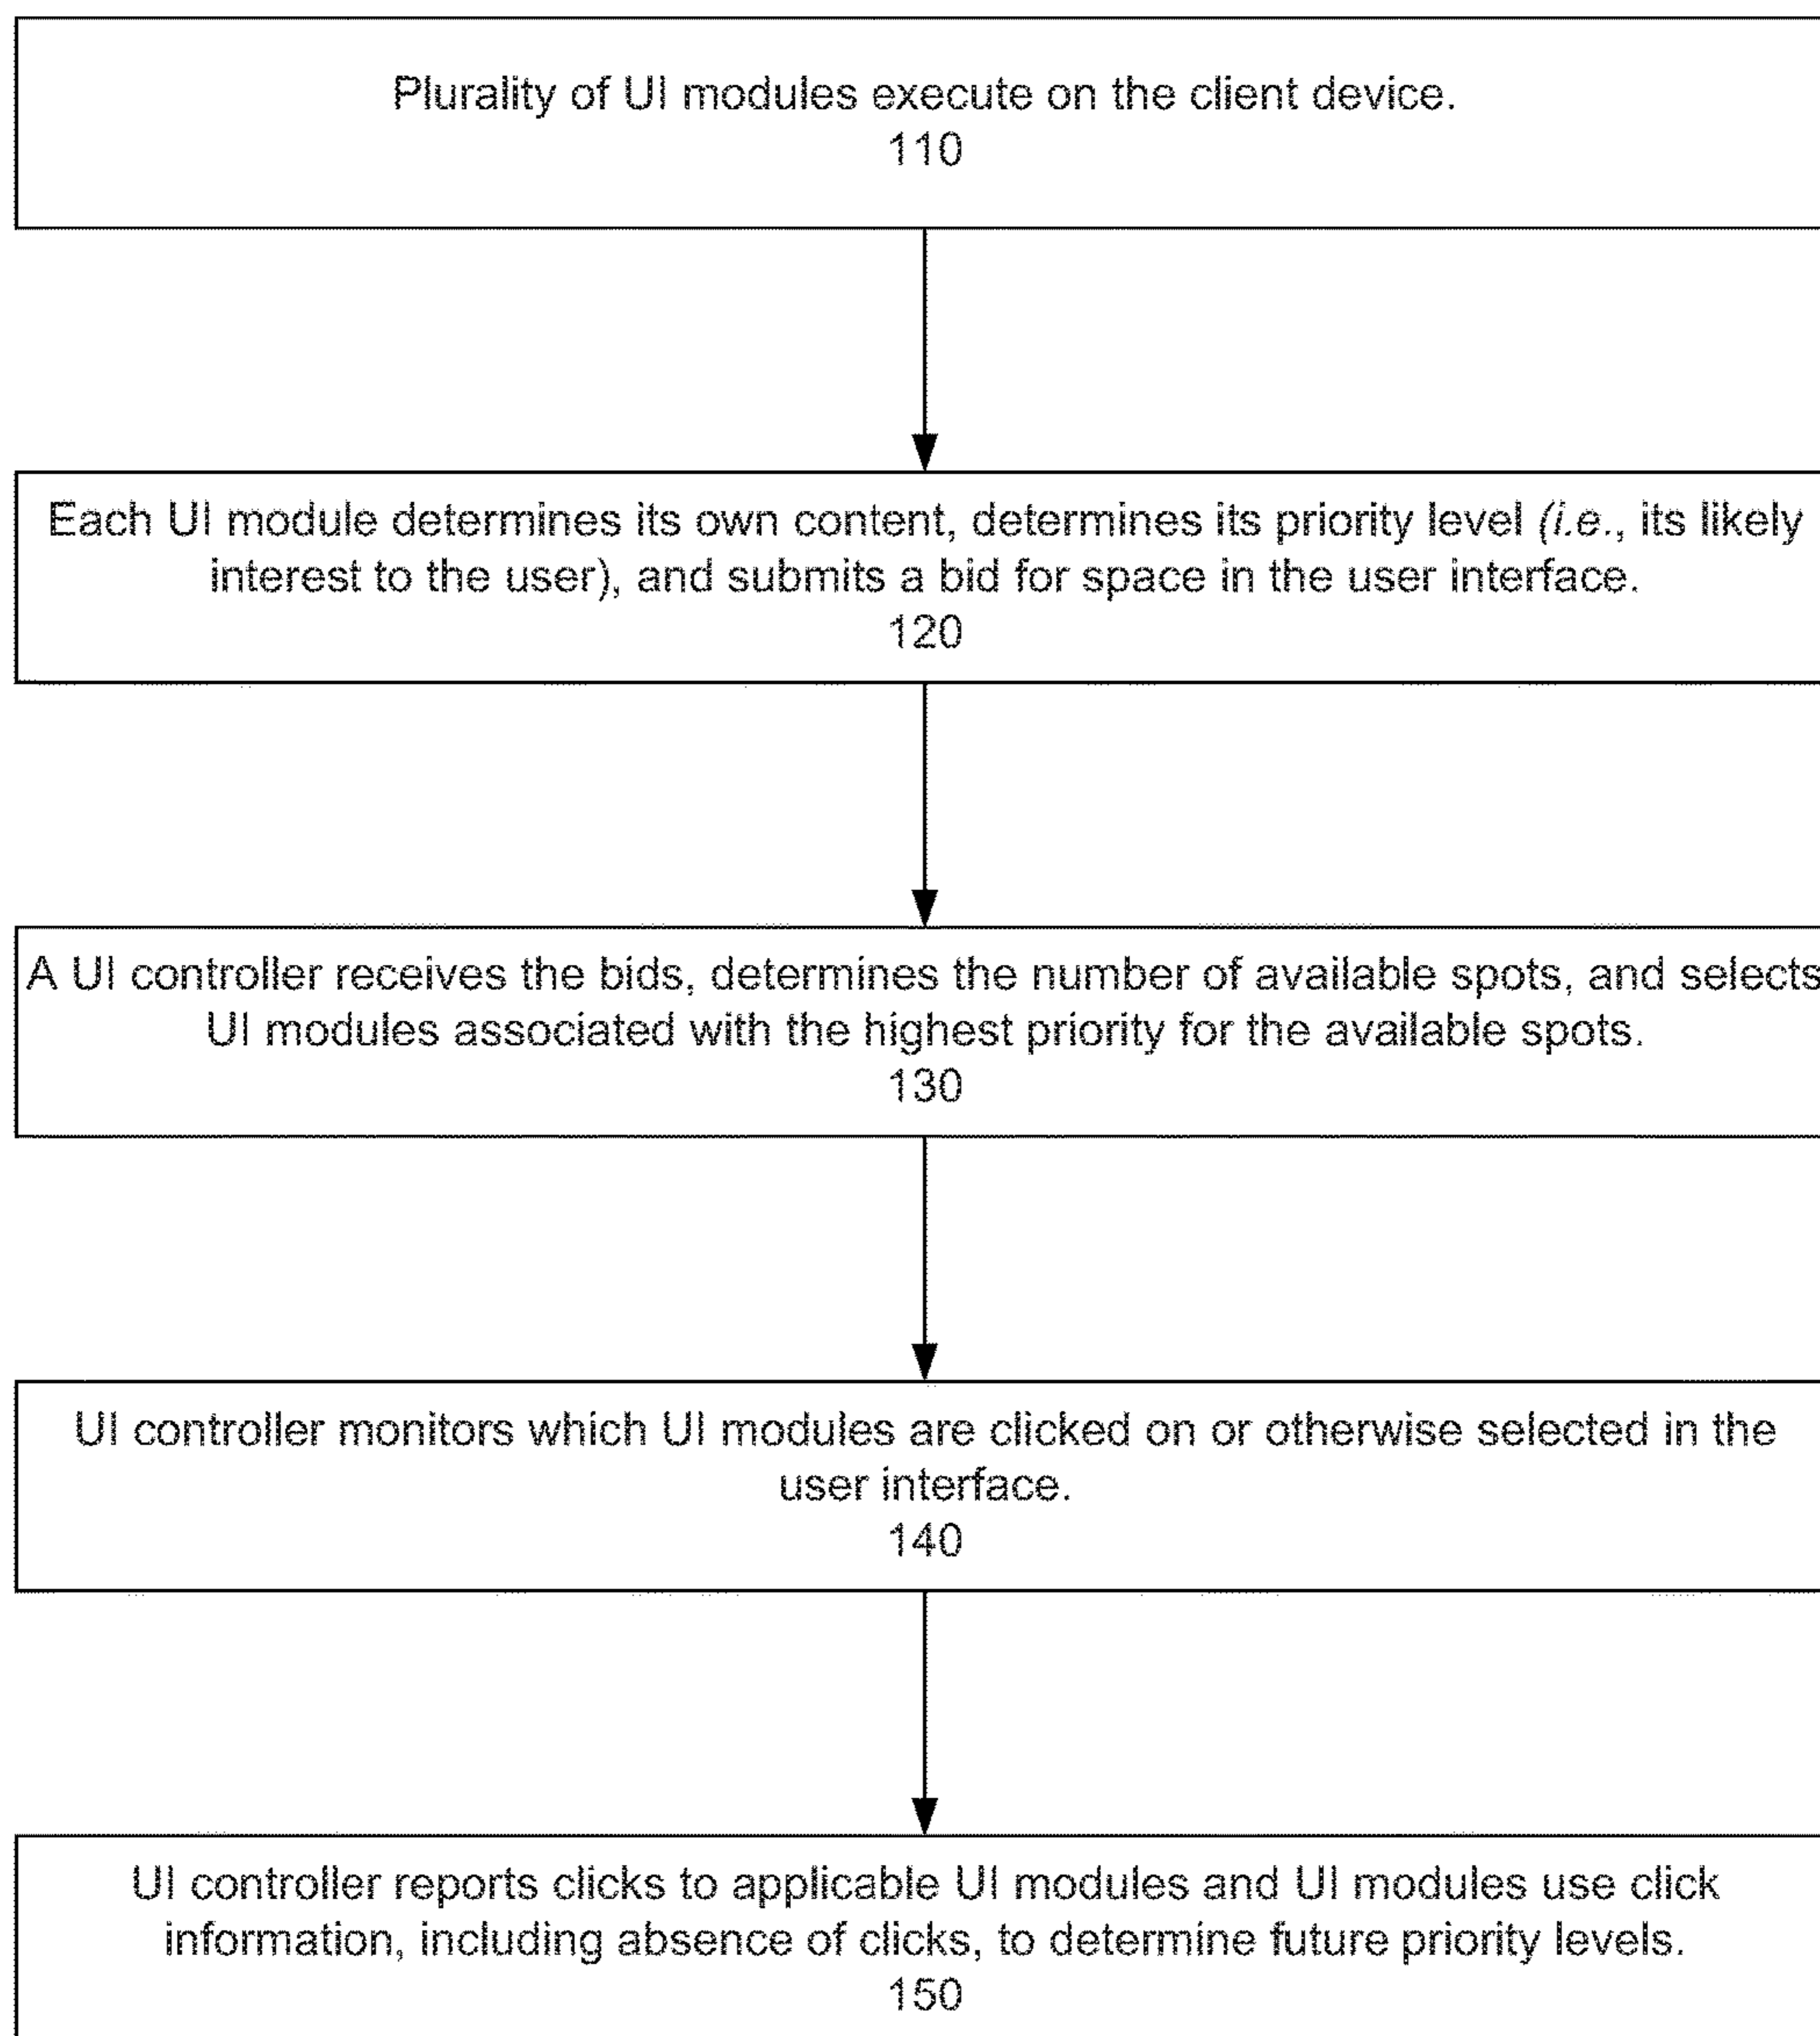 Plurality of UI modules execute on the client device.
110
Each UI module determines its own content, determines its priority level (i.e., its likely
interest to the user), and submits a bid for space in the user interface.
120
A UI controller receives the bids, determines the number of available spots, and selects
UI modules associated with the highest priority for the available spots.
130
UI controller monitors which UI modules are clicked on or otherwise selected in the
user interface.
140
UI controller reports clicks to applicable UI modules and UI modules use click
information, including absence of clicks, to determine future priority levels.
150